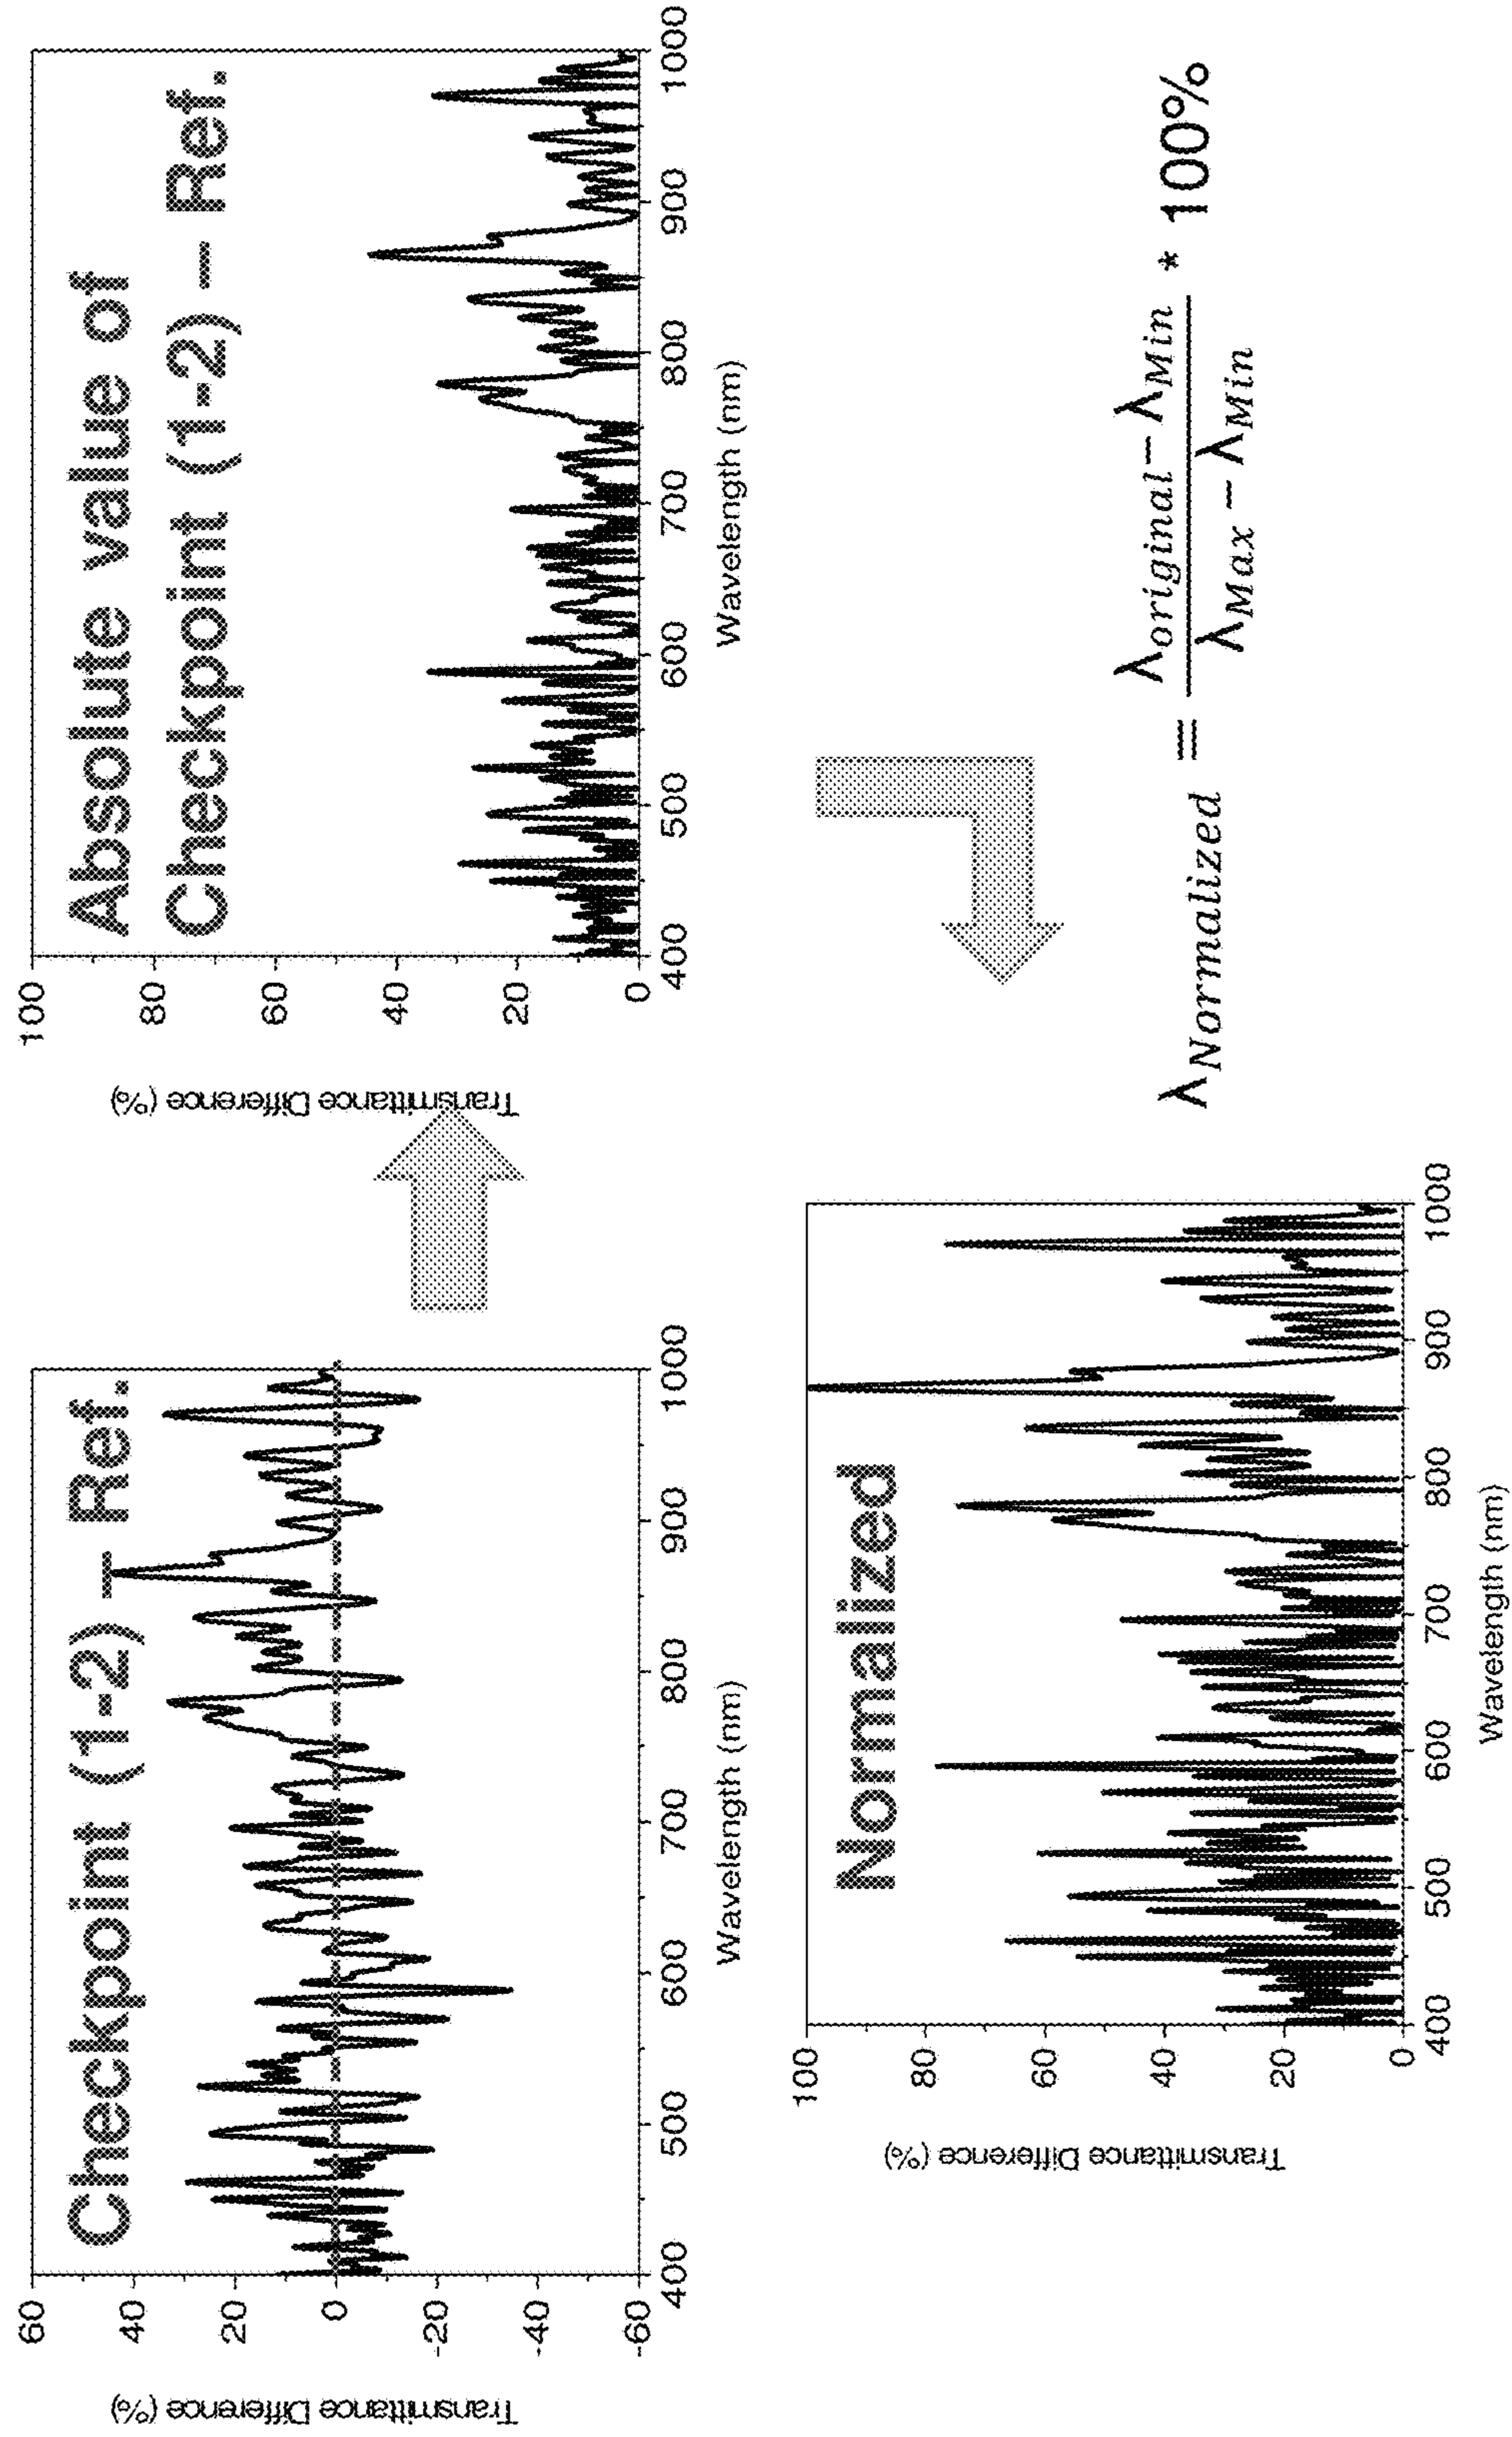 Checkpoint (1-2) — Ref.
Transmittance Difference (%)
60
40
20
0
-20
-40
-60
400 500 600 700 800 900 1000
Wavelength (nm)
Absolute value of
Checkpoint (1-2) — Ref.
Transmittance Difference (%)
100
80
60
40
20
0
400 500 600 700 800 900 1000
Wavelength (nm)
Normalized
Transmittance Difference (%)
100
80
60
40
20
0
400 500 600 700 800 900 1000
Wavelength (nm)
λNormalized = (λoriginal − λMin) / (λMax − λMin) * 100%